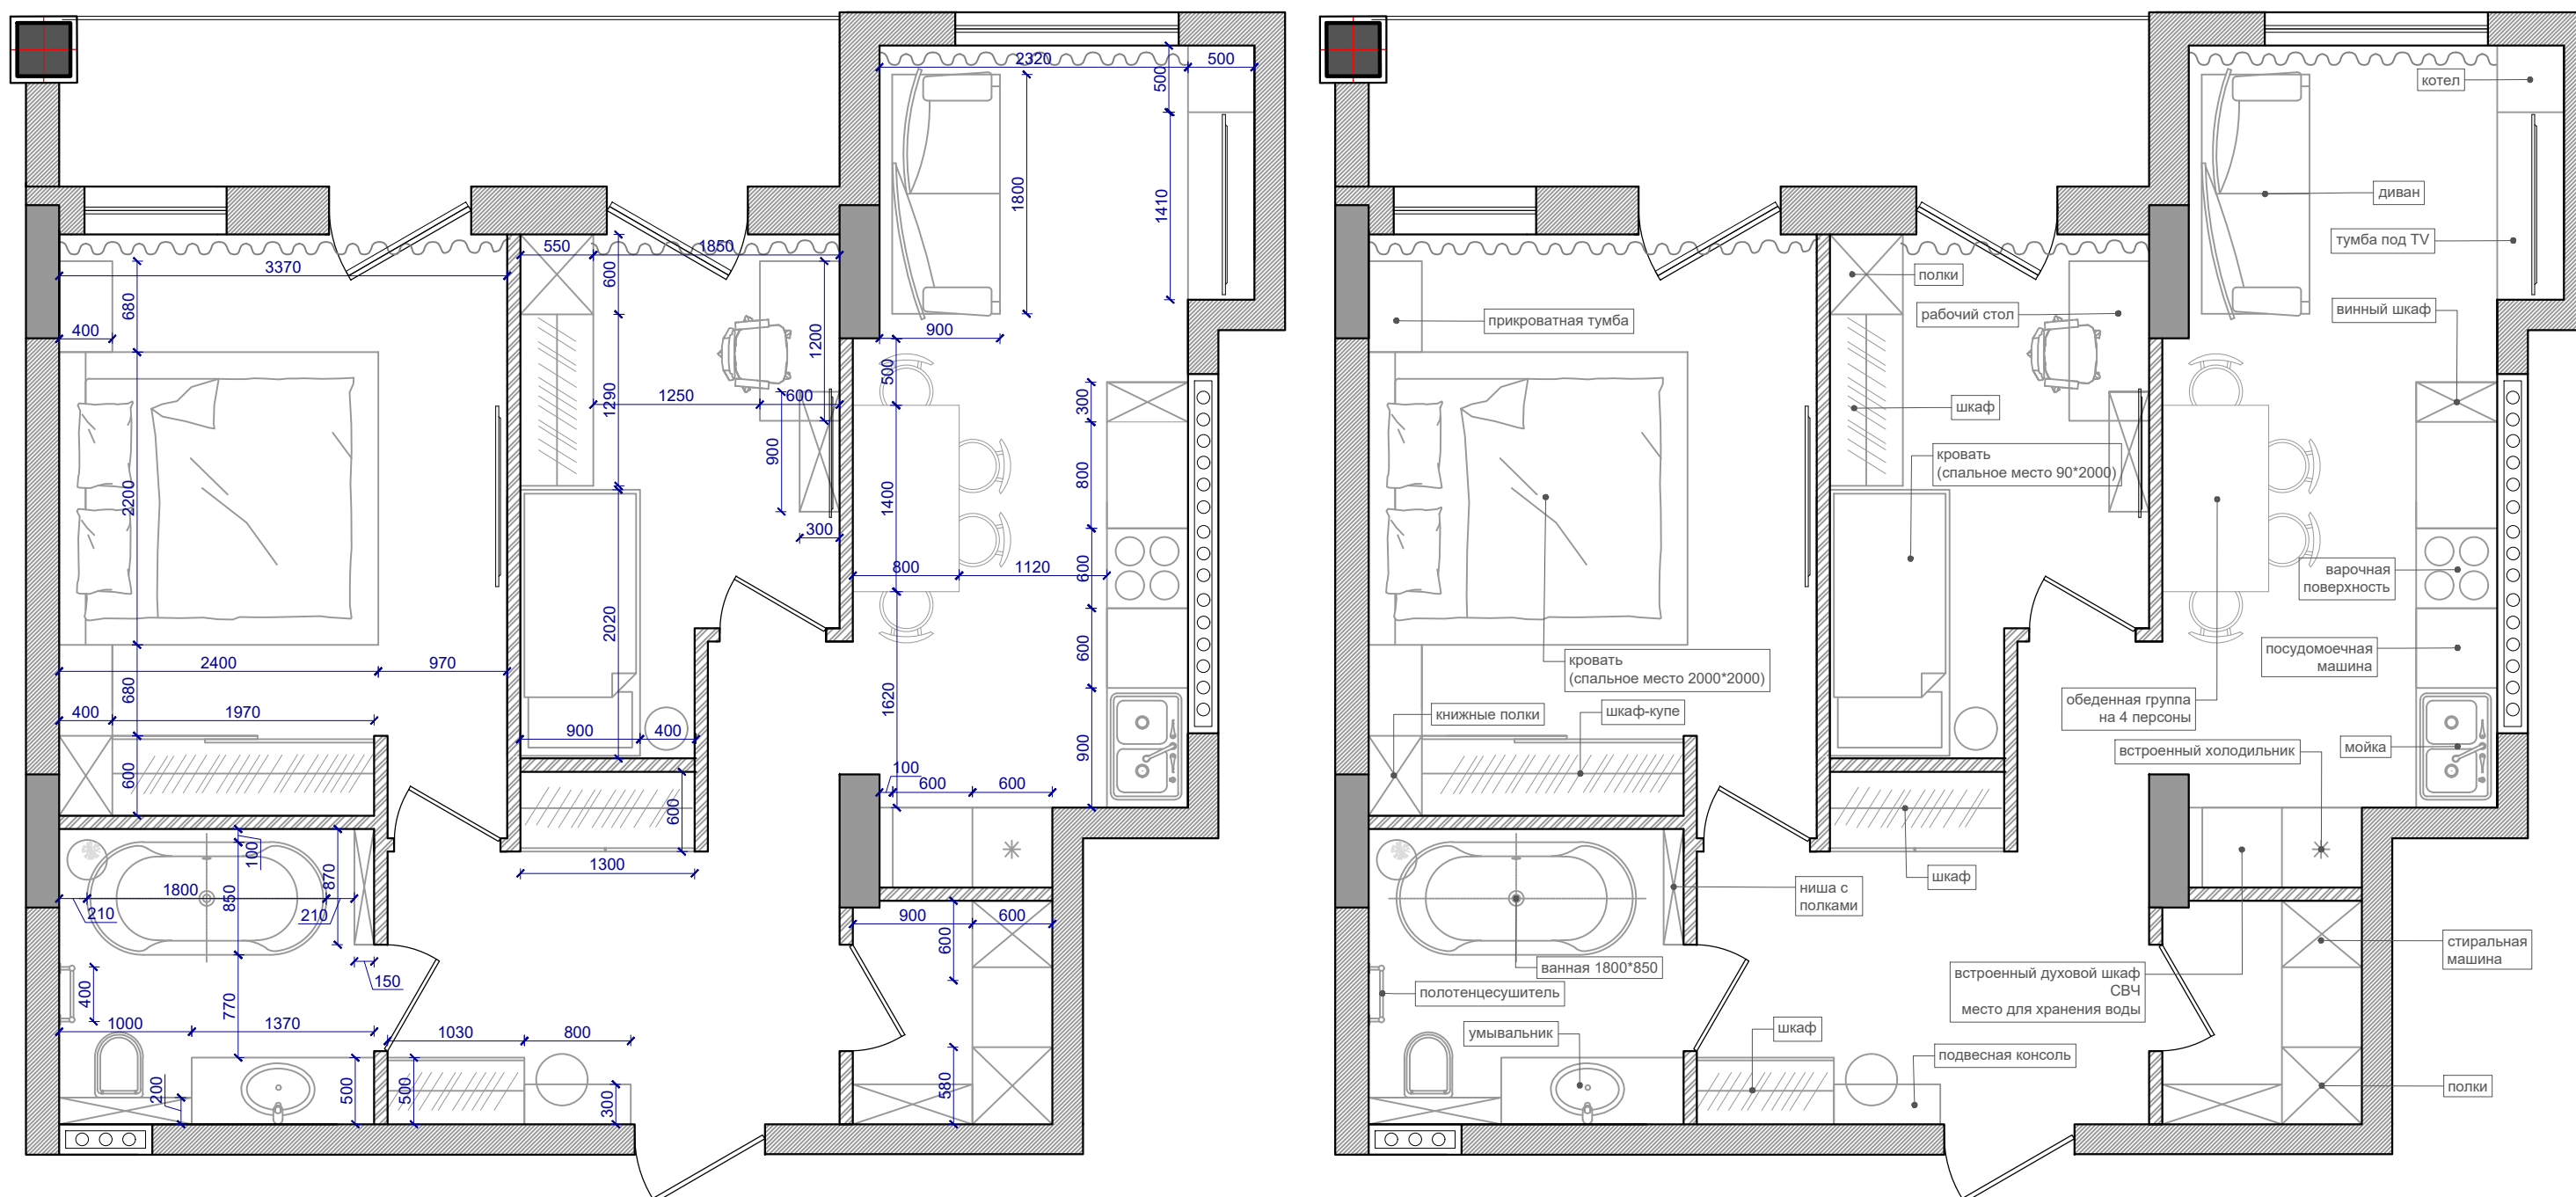 2320
500
500
1800
1410
550
1850
3370
600
680
400
900
1200
500
1290
1250
600
300
900
2200
1400
800
300
800
1120
600
2020
2400
970
600
680
1620
400
1970
900
400
900
600
100
600
600
600
100
1300
870
1800
850
210
210
900
600
600
150
400
770
1000
1370
1030
800
200
500
500
300
580
котел
диван
тумба под TV
полки
винный шкаф
прикроватная тумба
рабочий стол
шкаф
кровать
(спальное место 90*2000)
варочная
поверхность
посудомоечная
машина
кровать
(спальное место 2000*2000)
обеденная группа
на 4 персоны
книжные полки
шкаф-купе
встроенный холодильник
мойка
шкаф
ниша с
полками
стиральная
машина
ванная 1800*850
встроенный духовой шкаф
СВЧ
место для хранения воды
полотенцесушитель
умывальник
шкаф
подвесная консоль
полки